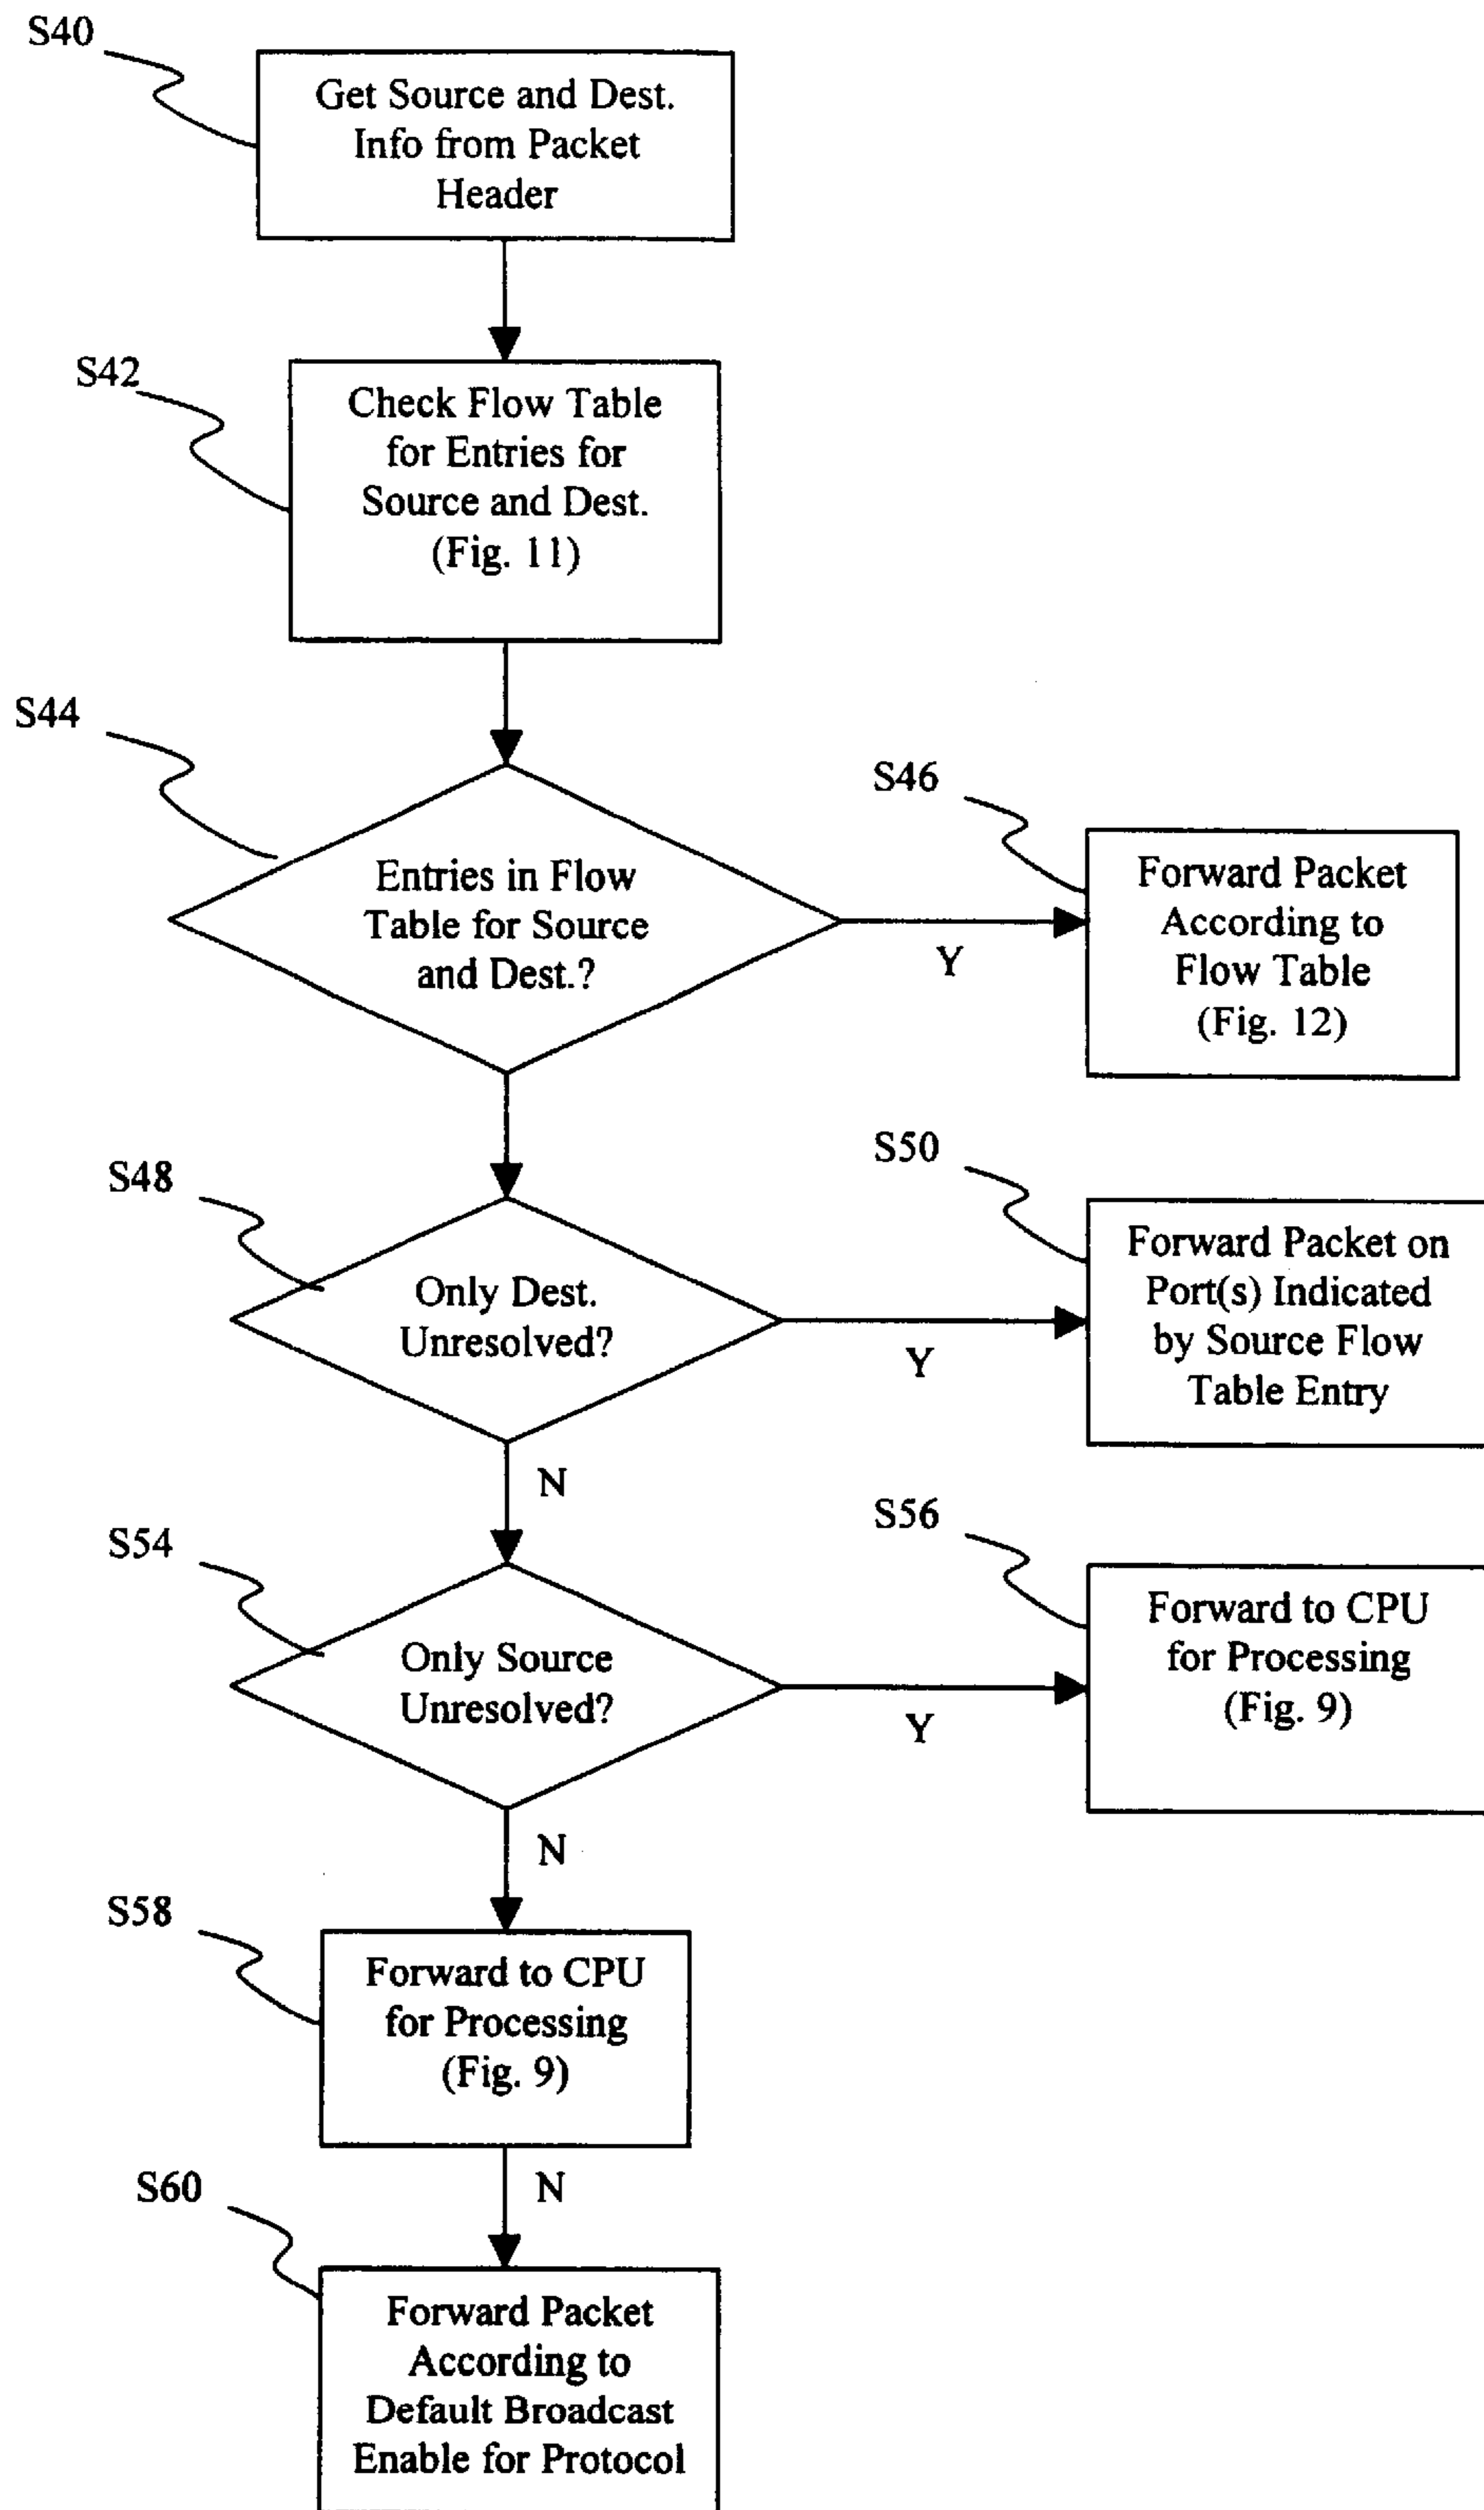 S40
Get Source and Dest.
Info from Packet
Header
S42
Check Flow Table
for Entries for
Source and Dest.
(Fig. 11)
S44
Entries in Flow
Table for Source
and Dest.?
Y
S46
Forward Packet
According to
Flow Table
(Fig. 12)
S48
Only Dest.
Unresolved?
Y
N
S50
Forward Packet on
Port(s) Indicated
by Source Flow
Table Entry
S54
Only Source
Unresolved?
Y
N
S56
Forward to CPU
for Processing
(Fig. 9)
S58
Forward to CPU
for Processing
(Fig. 9)
N
S60
Forward Packet
According to
Default Broadcast
Enable for Protocol